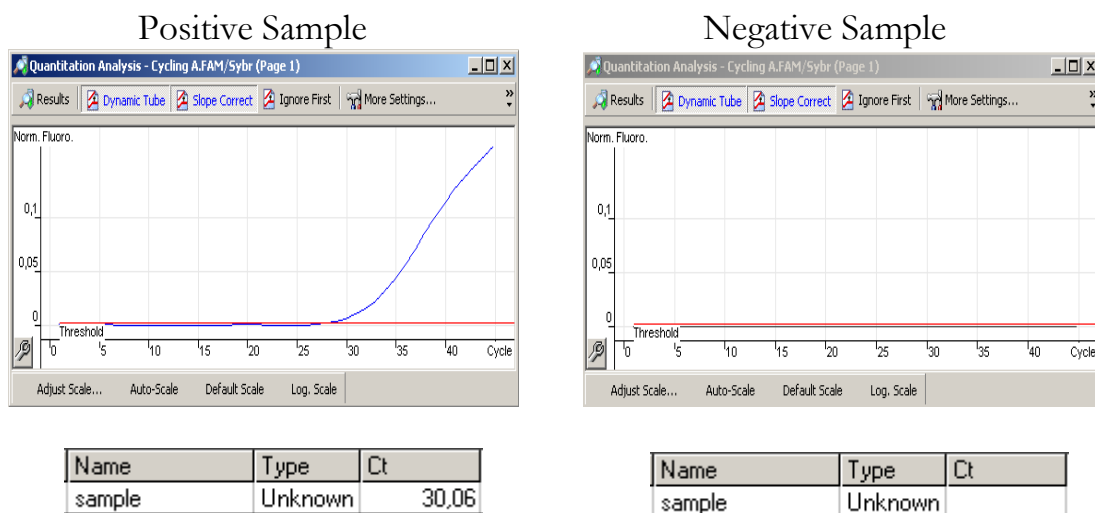 Positive Sample
Quantitation Analysis - Cycling A.FAM/Sybr (Page 1)
Results Dynamic Tube Slope Correct Ignore First More Settings...
Norm. Fluoro.
0,1
0,05
0
Threshold
0 5 10 15 20 25 30 35 40 Cycle
Adjust Scale... Auto-Scale Default Scale Log. Scale
Name Type Ct
sample Unknown 30,06
Negative Sample
Quantitation Analysis - Cycling A.FAM/Sybr (Page 1)
Results Dynamic Tube Slope Correct Ignore First More Settings...
Norm. Fluoro.
0,1
0,05
0
Threshold
0 5 10 15 20 25 30 35 40 Cycle
Adjust Scale... Auto-Scale Default Scale Log. Scale
Name Type Ct
sample Unknown